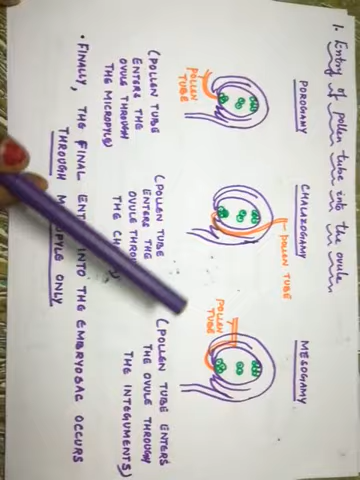 1. Entry of pollen tube into the ovule
POROGAMY
CHALAZOGAMY
MESOGAMY
POLLEN
TUBE
POLLEN TUBE
POLLEN
TUBE
(POLLEN TUBE
ENTERS THE
OVULE THROUGH
THE MICROPYLE)
(POLLEN TUBE
ENTERS THE
OVULE THROU
THE CH
(POLLEN TUBE ENTERS
THE OVULE THROUGH
THE INTEGUMENTS)
• FINALLY, THE FINAL ENT INTO THE EMBRYOSAC OCCURS
THROUGH M PYLE ONLY.